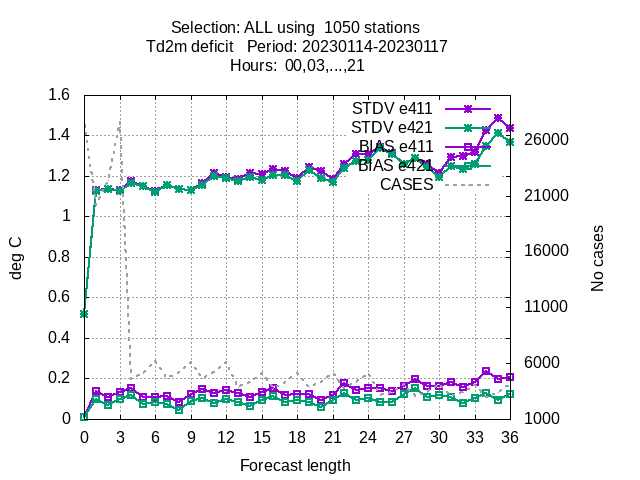 Selection: ALL using  1050 stations
Td2m deficit   Period: 20230114-20230117
Hours:  00,03,...,21
STDV e411
STDV e421
BIAS e411
BIAS e421
CASES
deg C
1.6
1.4
1.2
1
0.8
0.6
0.4
0.2
0
No cases
26000
21000
16000
11000
6000
1000
0 3 6 9 12 15 18 21 24 27 30 33 36
Forecast length